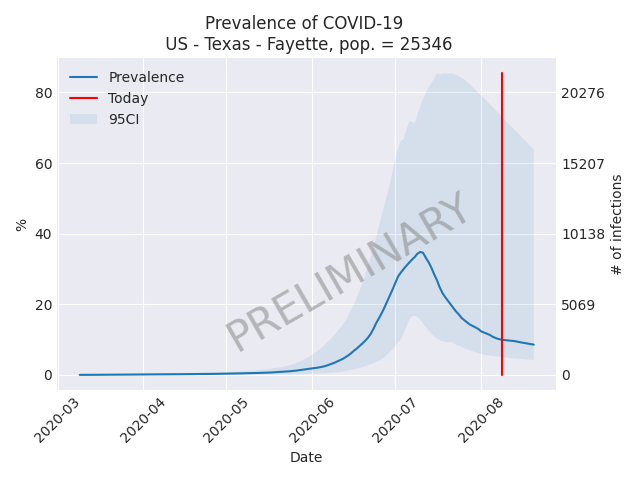 Prevalence of COVID-19
US - Texas - Fayette, pop. = 25346
Prevalence
Today
95CI
80
60
40
20
0
%
20276
15207
10138
5069
0
# of infections
PRELIMINARY
2020-03
2020-04
2020-05
2020-06
2020-07
2020-08
Date